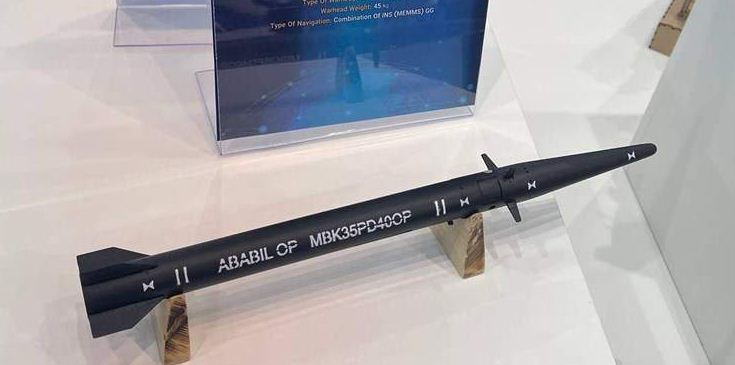 Warhead Weight: 45 kg
Type Of Navigation: Combination Of INS (MEMMS) GG
ABABIL OP MBK35PD40OP